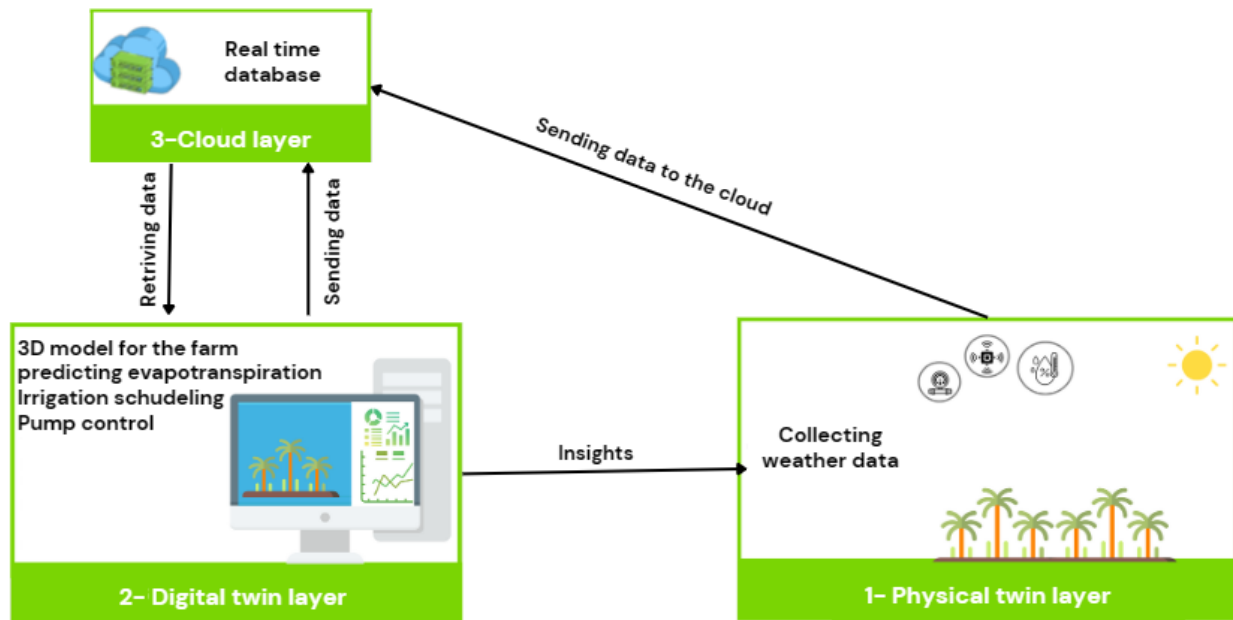 Real time
database
3-Cloud layer
Sending data to the cloud
Retriving data
Sending data
3D model for the farm
predicting evapotranspiration
Irrigation schudeling
Pump control
Insights
Collecting
weather data
2- Digital twin layer
1- Physical twin layer